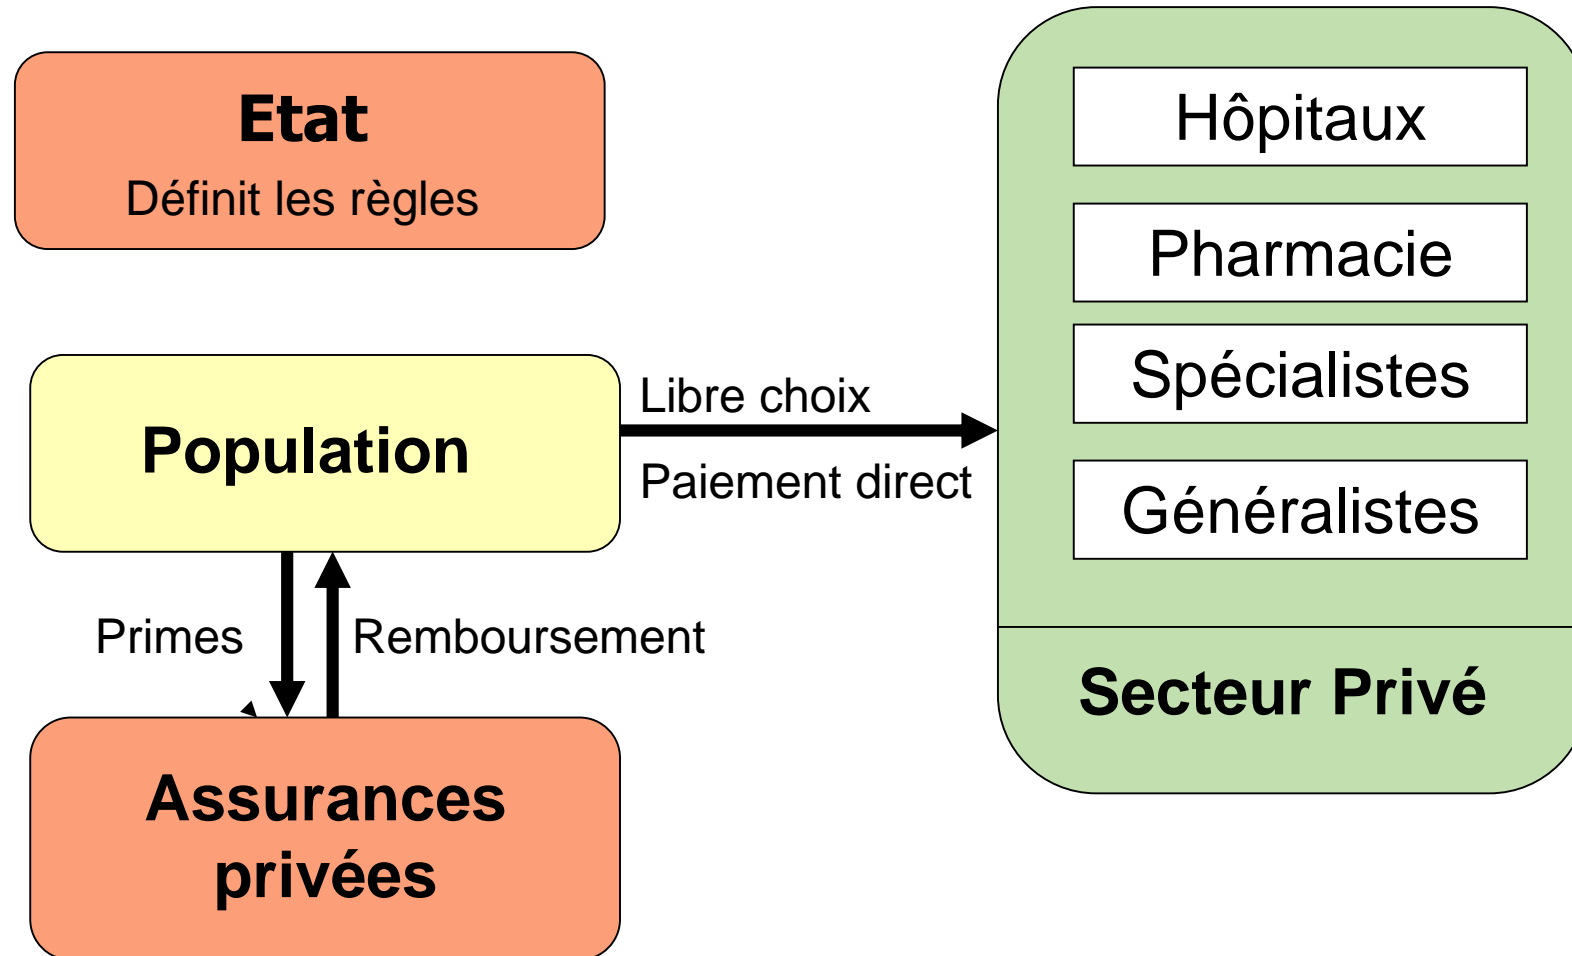 Etat
Définit les règles
Population
Libre choix
Paiement direct
Primes
Remboursement
Assurances
privées
Hôpitaux
Pharmacie
Spécialistes
Généralistes
Secteur Privé